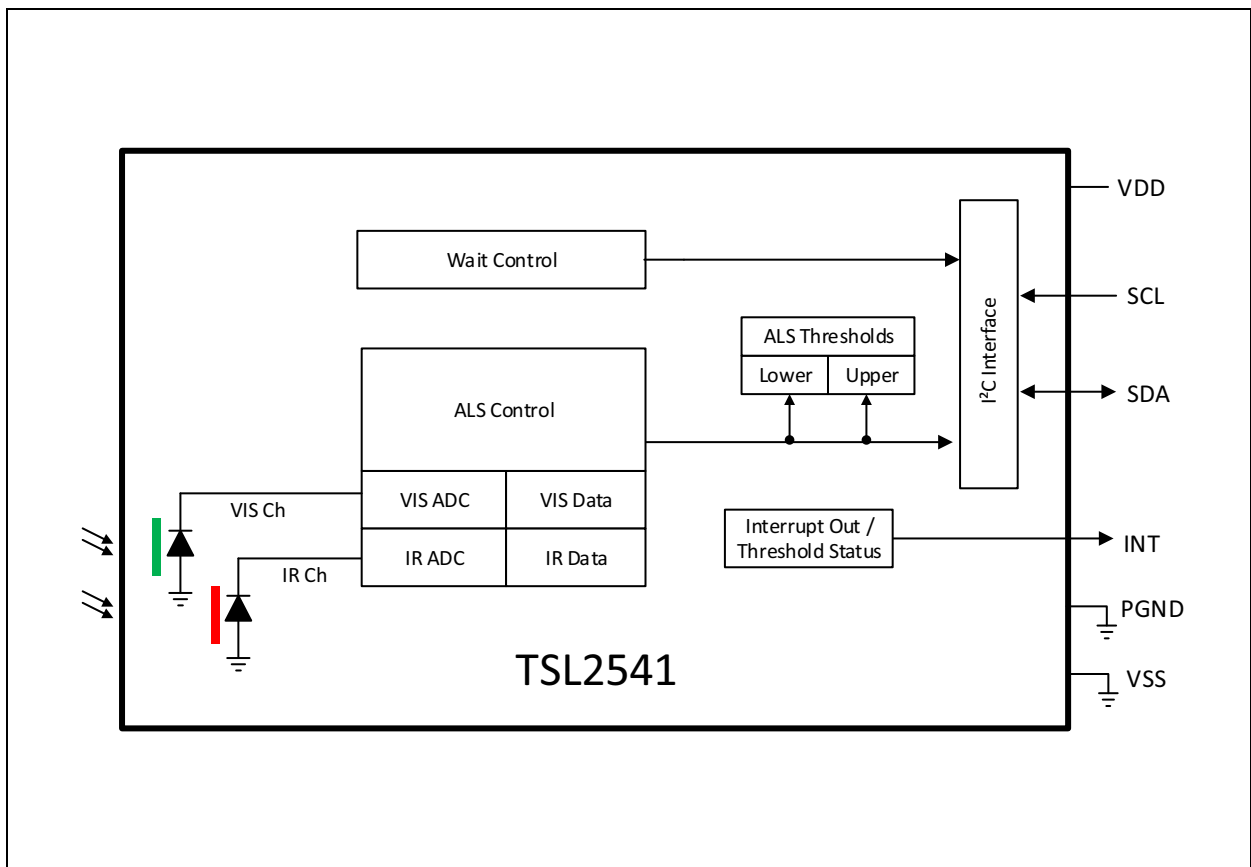 VDD
Wait Control
SCL
I²C Interface
ALS Thresholds
Lower
Upper
SDA
ALS Control
VIS Ch
VIS ADC
VIS Data
Interrupt Out /
Threshold Status
INT
IR Ch
IR ADC
IR Data
PGND
TSL2541
VSS